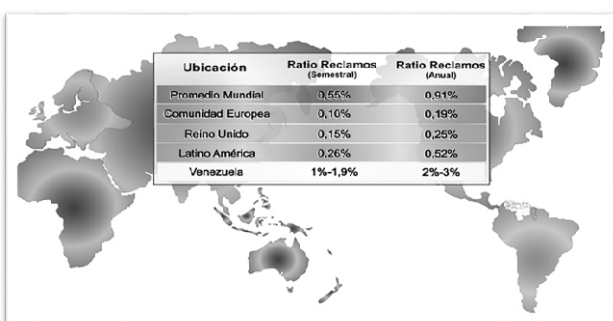 Ubicación Ratio Reclamos (Semestral) Ratio Reclamos (Anual)
Promedio Mundial 0,55% 0,91%
Comunidad Europea 0,10% 0,19%
Reino Unido 0,15% 0,25%
Latino América 0,26% 0,52%
Venezuela 1%-1,9% 2%-3%